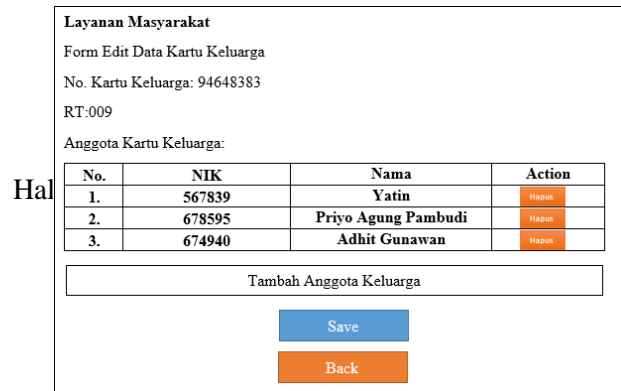 Layanan Masyarakat
Form Edit Data Kartu Keluarga
No. Kartu Keluarga: 94648383
RT:009
Anggota Kartu Keluarga:
No. NIK Nama Action
Hal
1. 567839 Yatin Hapus
2. 678595 Priyo Agung Pambudi Hapus
3. 674940 Adhit Gunawan Hapus
Tambah Anggota Keluarga
Save
Back